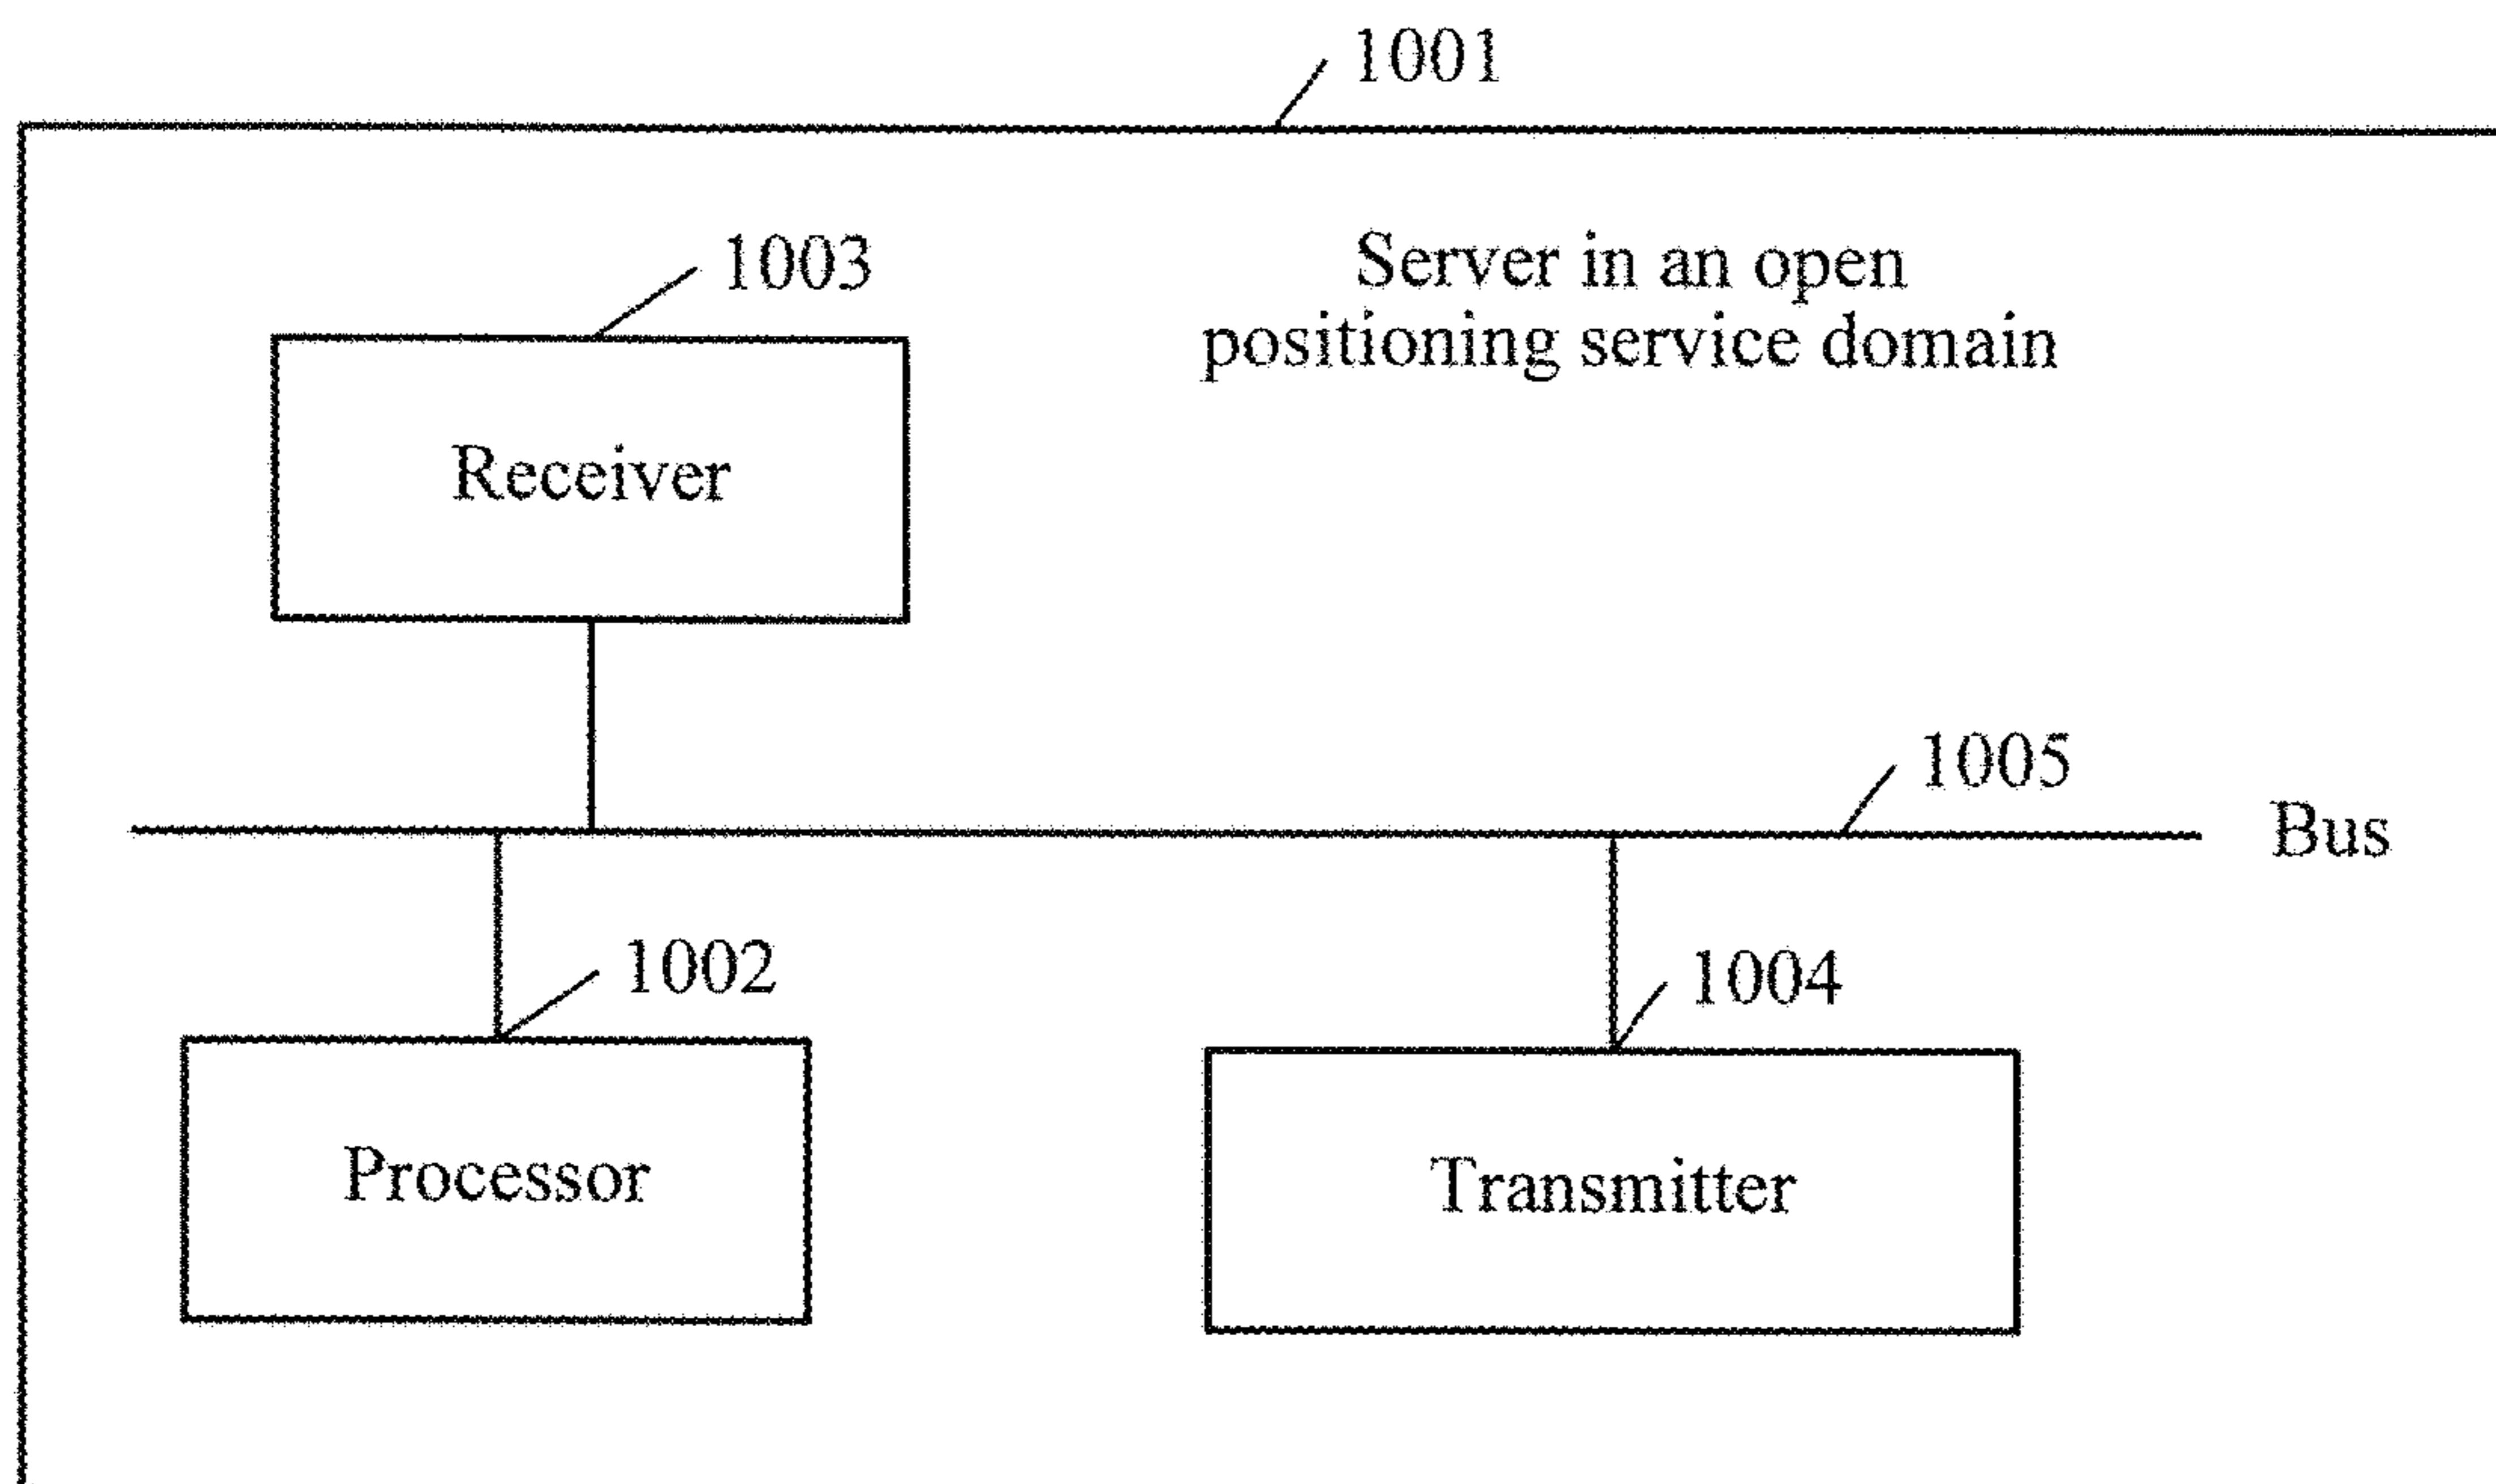 1001
1003
Server in an open
positioning service domain
Receiver
1005
Bus
1002
1004
Processor
Transmitter